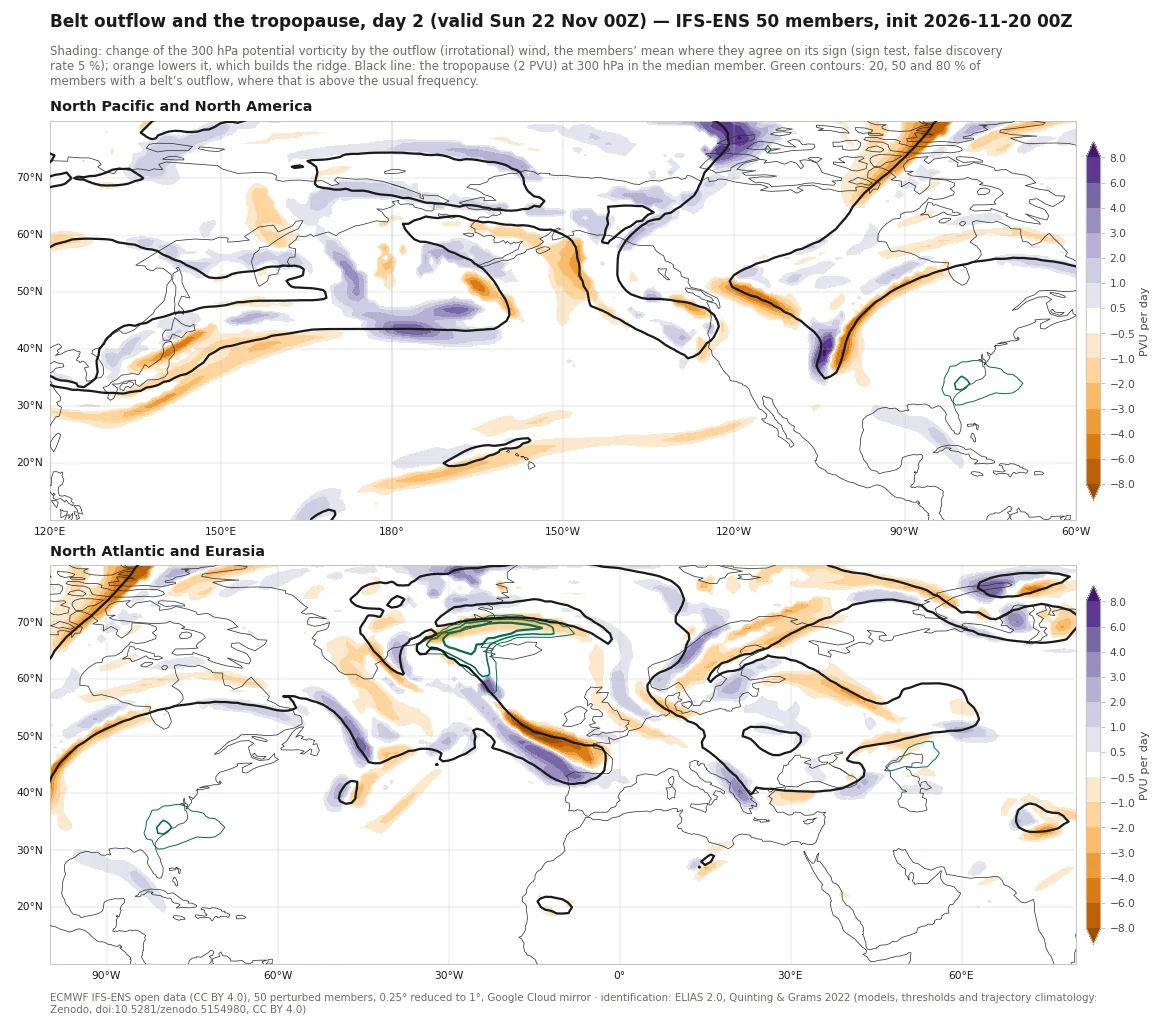 Belt outflow and the tropopause, day 2 (valid Sun 22 Nov 00Z) — IFS-ENS 50 members, init 2026-11-20 00Z
Shading: change of the 300 hPa potential vorticity by the outflow (irrotational) wind, the members’ mean where they agree on its sign (sign test, false discovery
rate 5 %); orange lowers it, which builds the ridge. Black line: the tropopause (2 PVU) at 300 hPa in the median member. Green contours: 20, 50 and 80 % of
members with a belt’s outflow, where that is above the usual frequency.
North Pacific and North America
70°N
60°N
50°N
40°N
30°N
20°N
120°E
150°E
180°
150°W
120°W
90°W
60°W
8.0
6.0
4.0
3.0
2.0
1.0
0.5
−0.5
−1.0
−2.0
−3.0
−4.0
−6.0
−8.0
PVU per day
North Atlantic and Eurasia
70°N
60°N
50°N
40°N
30°N
20°N
90°W
60°W
30°W
0°
30°E
60°E
8.0
6.0
4.0
3.0
2.0
1.0
0.5
−0.5
−1.0
−2.0
−3.0
−4.0
−6.0
−8.0
PVU per day
ECMWF IFS-ENS open data (CC BY 4.0), 50 perturbed members, 0.25° reduced to 1°, Google Cloud mirror · identification: ELIAS 2.0, Quinting & Grams 2022 (models, thresholds and trajectory climatology:
Zenodo, doi:10.5281/zenodo.5154980, CC BY 4.0)